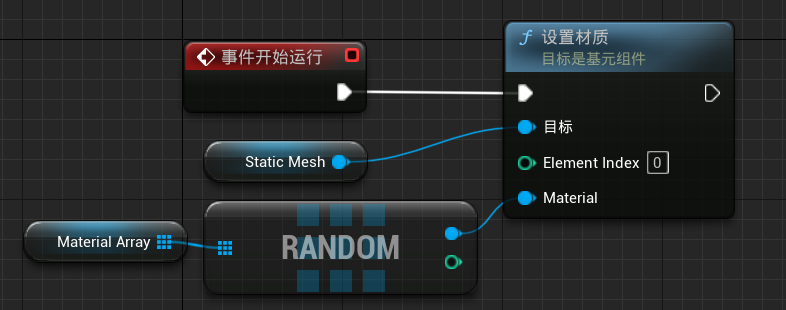 事件开始运行
设置材质
目标是基元组件
目标
Static Mesh
Element Index 0
Material
Material Array
RANDOM